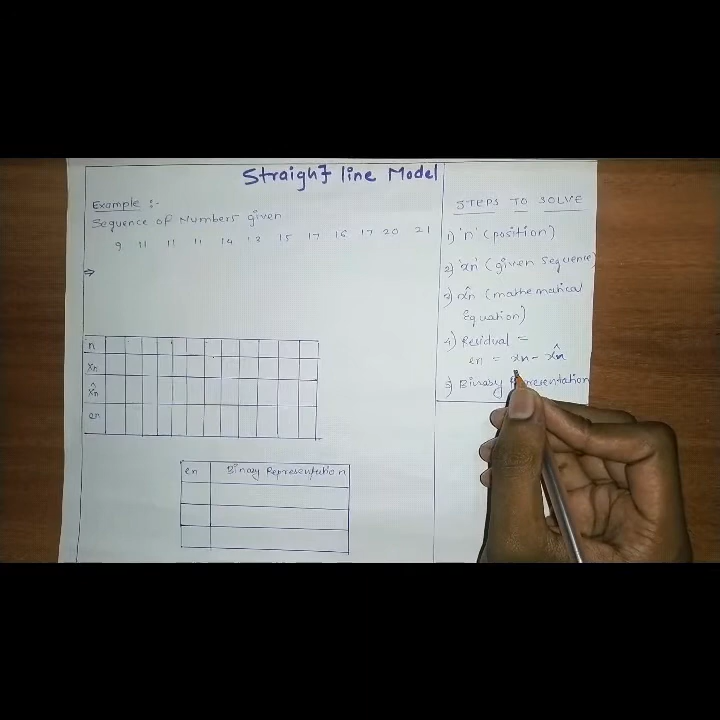 Straight line Model
Example :-
Sequence of Numbers given
9 11 11 11 14 13 15 17 16 17 20 21
⇒
n
xn
x̂n
en
en Binary Representation
STEPS TO SOLVE
1) 'n' (position)
2) 'xn' (given sequence)
3) x̂n (mathematical
Equation)
4) Residual =
en = xn - x̂n
5) Binary Representation